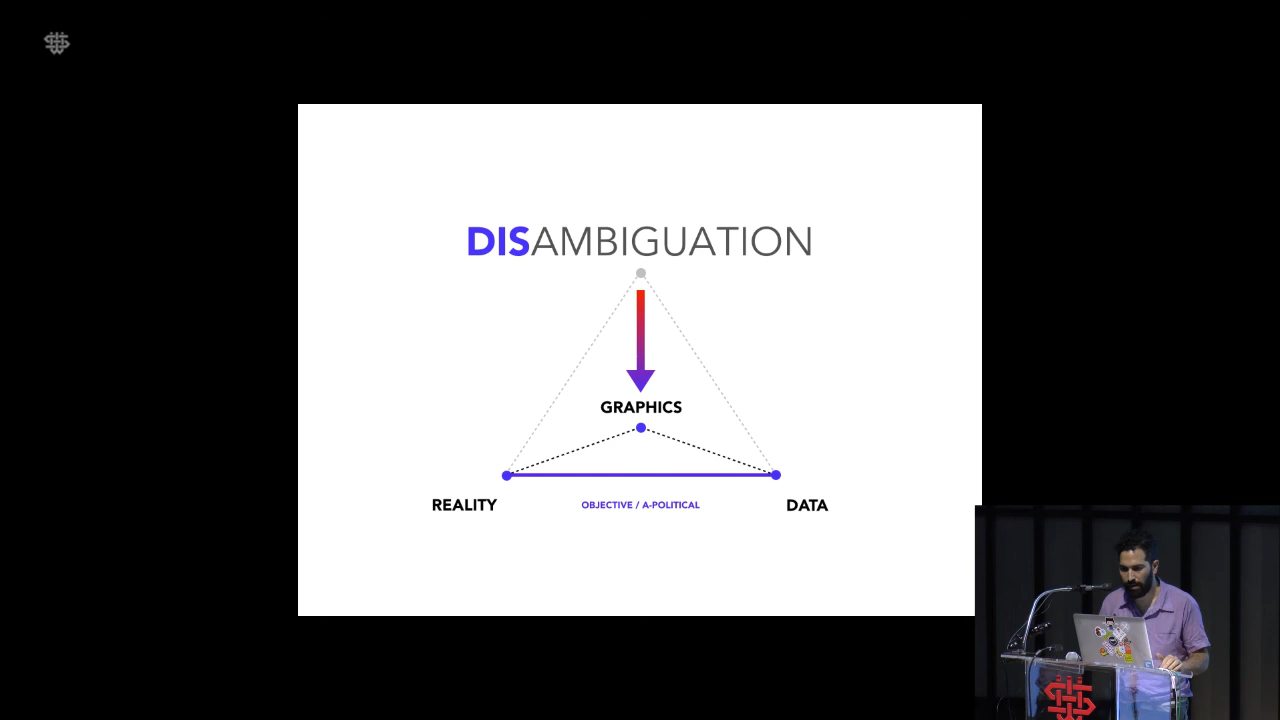 DISAMBIGUATION
GRAPHICS
REALITY
OBJECTIVE / A-POLITICAL
DATA